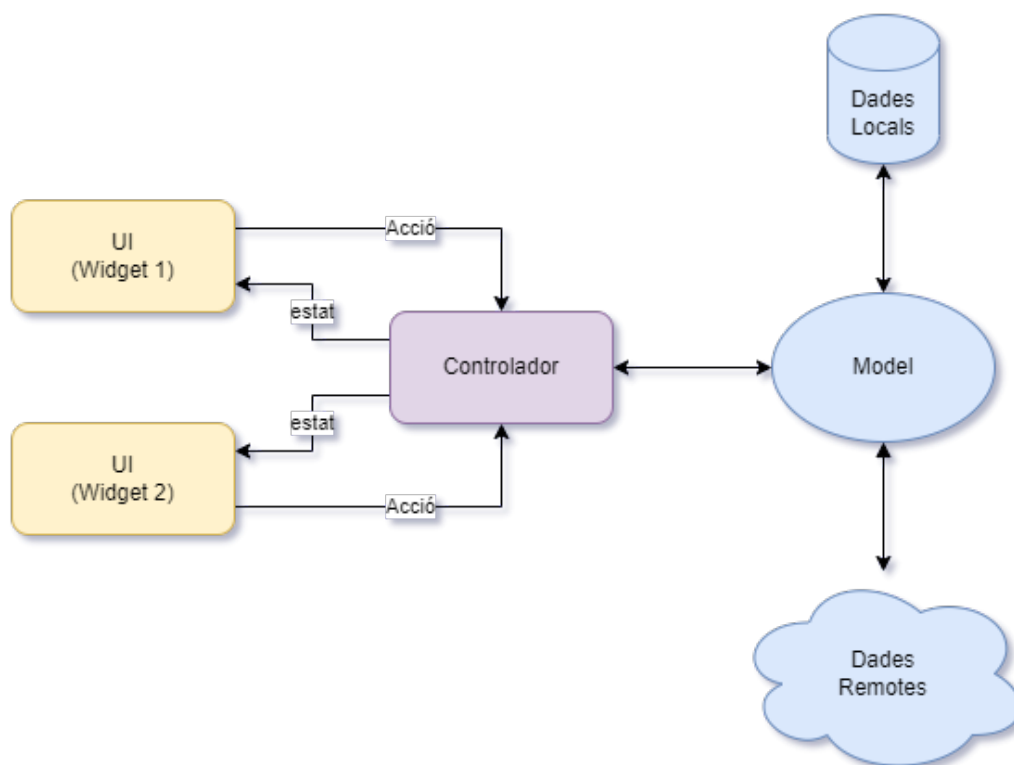 Dades
Locals
UI
(Widget 1)
Acció
estat
Controlador
Model
estat
UI
(Widget 2)
Acció
Dades
Remotes